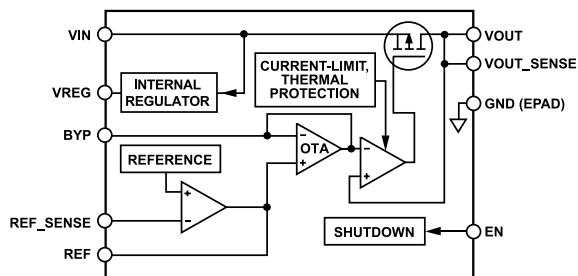 VIN
VOUT
VOUT_SENSE
CURRENT-LIMIT,
THERMAL
PROTECTION
INTERNAL
REGULATOR
VREG
GND (EPAD)
BYP
–
OTA
+
–
+
REFERENCE
+
–
REF_SENSE
REF
SHUTDOWN
EN